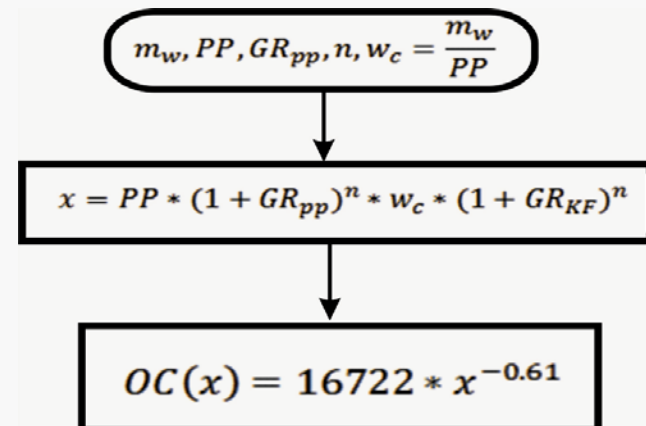 m_w, PP, GR_pp, n, w_c = m_w / PP
x = PP * (1 + GR_pp)^n * w_c * (1 + GR_KF)^n
OC(x) = 16722 * x^−0.61